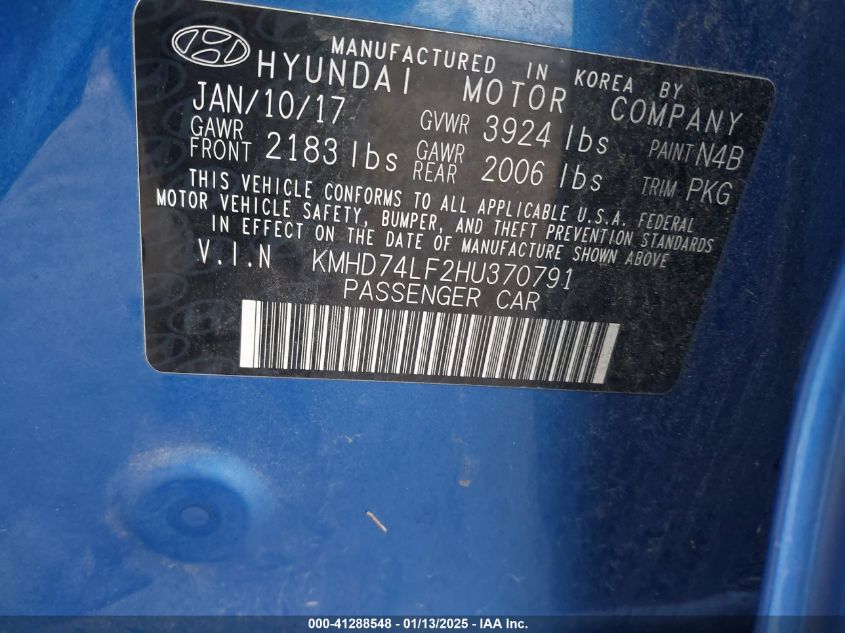 MANUFACTURED IN KOREA BY
HYUNDAI MOTOR COMPANY
JAN/10/17 GVWR 3924 lbs PAINT N4B
GAWR FRONT 2183 lbs GAWR REAR 2006 lbs TRIM PKG
THIS VEHICLE CONFORMS TO ALL APPLICABLE U.S.A. FEDERAL
MOTOR VEHICLE SAFETY, BUMPER, AND THEFT PREVENTION STANDARDS
IN EFFECT ON THE DATE OF MANUFACTURE SHOWN ABOVE.
V.I.N KMHD74LF2HU370791
PASSENGER CAR
000-41288548 - 01/13/2025 - IAA Inc.